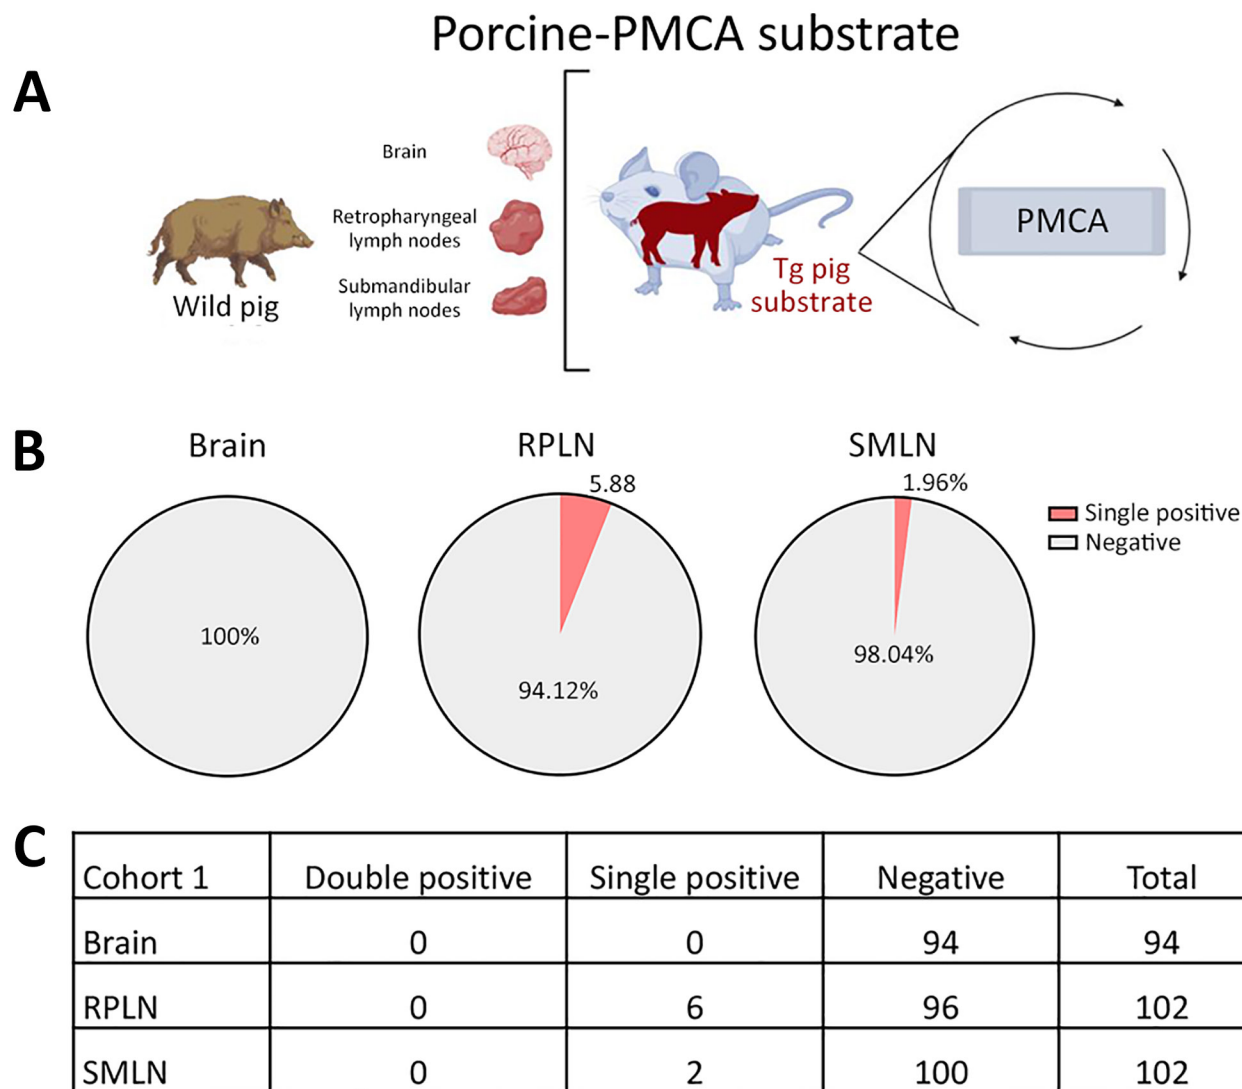 Porcine-PMCA substrate
A
Brain
Retropharyngeal
lymph nodes
Submandibular
lymph nodes
Wild pig
Tg pig
substrate
PMCA
B
Brain
RPLN
SMLN
5.88
1.96%
100%
94.12%
98.04%
Single positive
Negative
C
Cohort 1 Double positive Single positive Negative Total
Brain 0 0 94 94
RPLN 0 6 96 102
SMLN 0 2 100 102